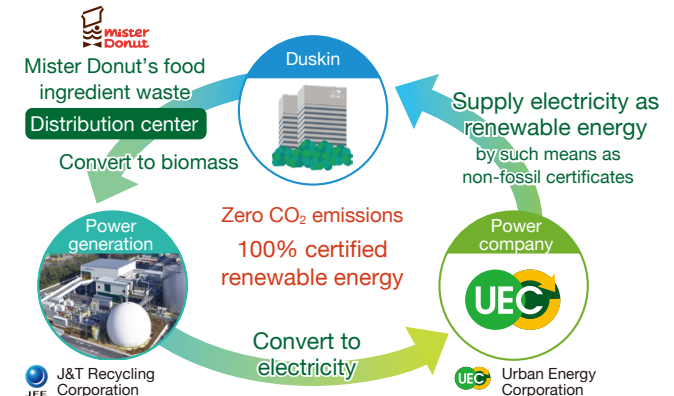 mister
Donut
Duskin
Mister Donut's food
ingredient waste
Distribution center
Convert to biomass
Supply electricity as
renewable energy
by such means as
non-fossil certificates
Zero CO₂ emissions
100% certified
renewable energy
Power
generation
Power
company
UEC
Convert to
electricity
J&T Recycling
Corporation
JFE
UEC
Urban Energy
Corporation